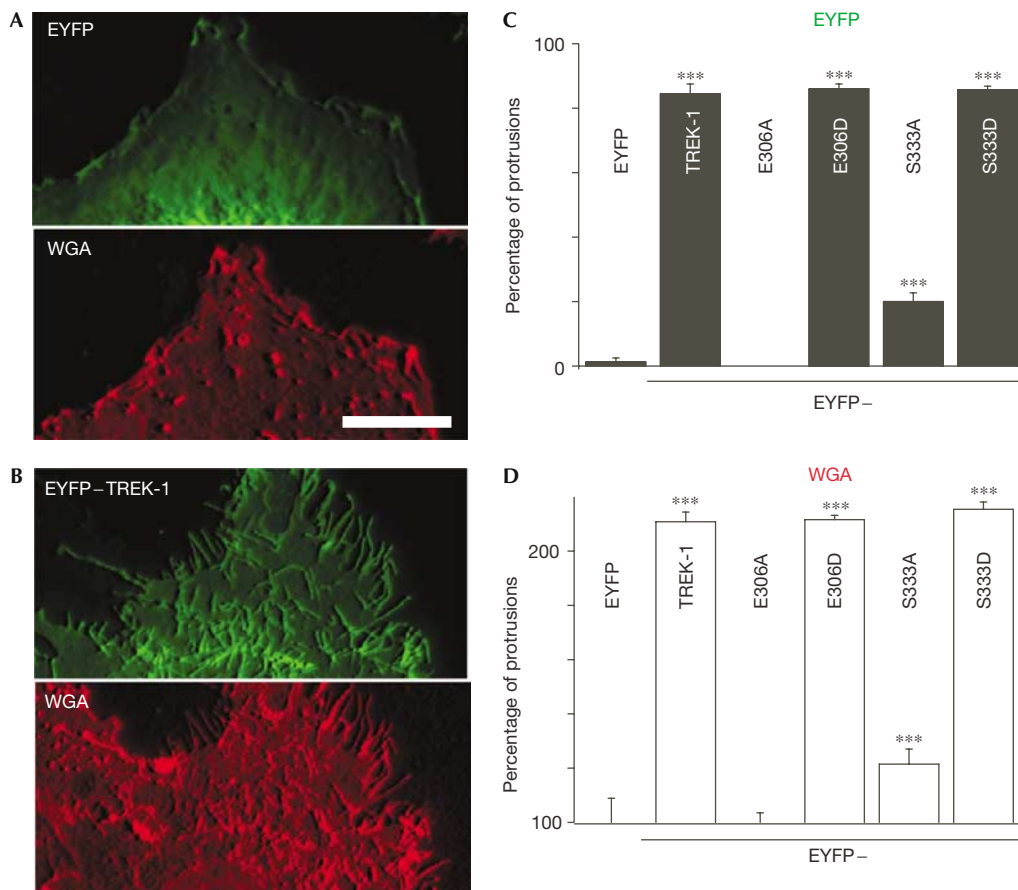 A
EYFP
WGA
B
EYFP–TREK-1
WGA
C
EYFP
Percentage of protrusions
100
0
EYFP
***
TREK-1
E306A
***
E306D
***
S333A
***
S333D
EYFP–
D
WGA
Percentage of protrusions
200
100
EYFP
***
TREK-1
E306A
***
E306D
***
S333A
***
S333D
EYFP–